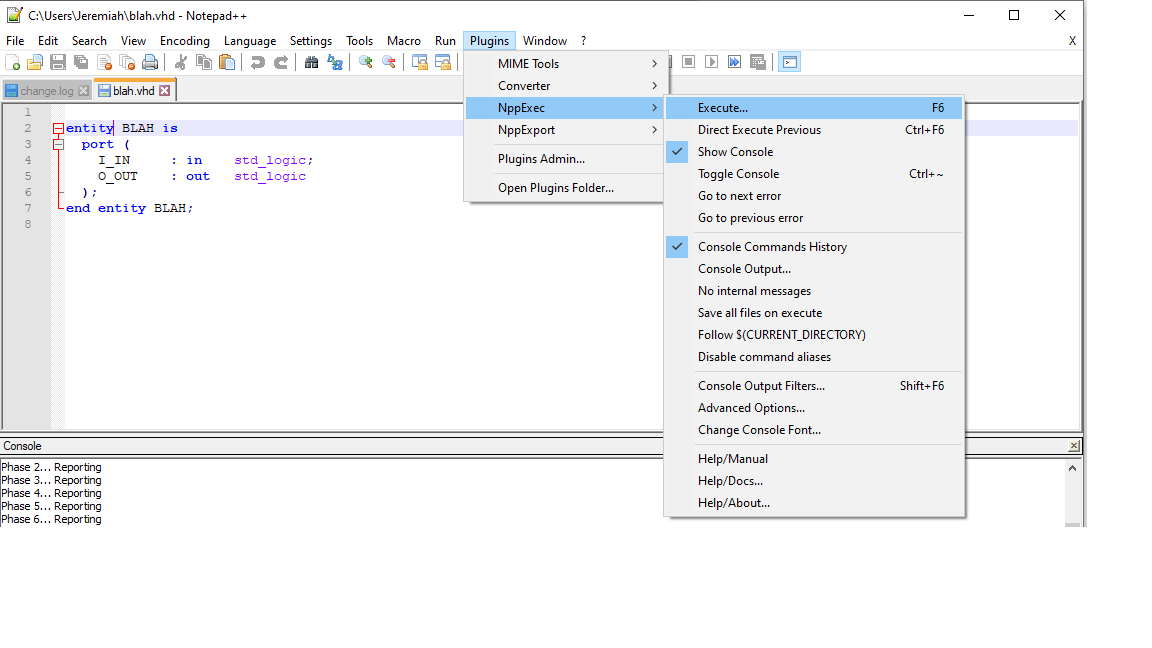 C:\Users\Jeremiah\blah.vhd - Notepad++
File Edit Search View Encoding Language Settings Tools Macro Run Plugins Window ? X
change.log blah.vhd
1
2 entity BLAH is
3 port (
4 I_IN : in std_logic;
5 O_OUT : out std_logic
6 );
7 end entity BLAH;
8
MIME Tools >
Converter >
NppExec >
NppExport >
Plugins Admin...
Open Plugins Folder...
Execute... F6
Direct Execute Previous Ctrl+F6
Show Console
Toggle Console Ctrl+~
Go to next error
Go to previous error
Console Commands History
Console Output...
No internal messages
Save all files on execute
Follow $(CURRENT_DIRECTORY)
Disable command aliases
Console Output Filters... Shift+F6
Advanced Options...
Change Console Font...
Help/Manual
Help/Docs...
Help/About...
Console
Phase 2... Reporting
Phase 3... Reporting
Phase 4... Reporting
Phase 5... Reporting
Phase 6... Reporting